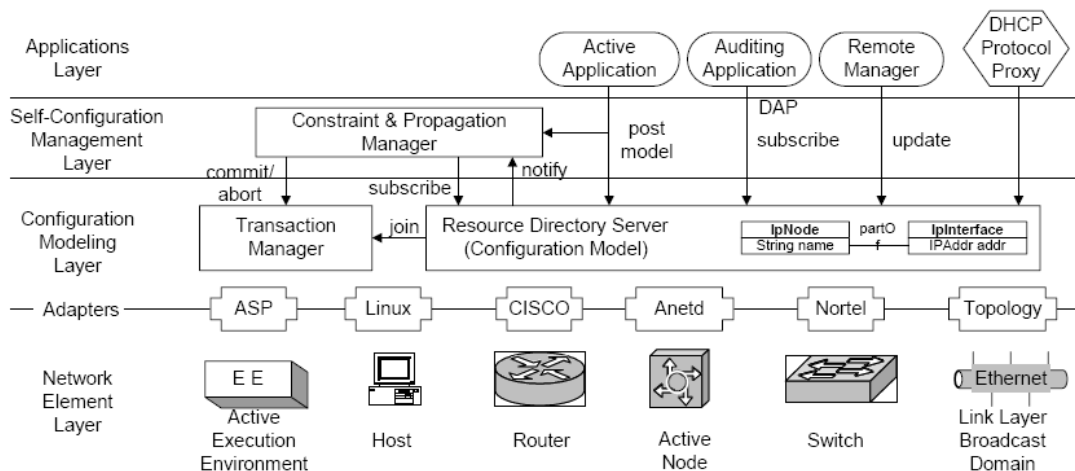 Applications
Layer
Active
Application
Auditing
Application
Remote
Manager
DHCP
Protocol
Proxy
Self-Configuration
Management
Layer
Constraint & Propagation
Manager
post
model
DAP
subscribe
update
commit/
abort
subscribe
notify
Configuration
Modeling
Layer
Transaction
Manager
join
Resource Directory Server
(Configuration Model)
IpNode
String name
partO
f
IpInterface
IPAddr addr
Adapters
ASP
Linux
CISCO
Anetd
Nortel
Topology
Network
Element
Layer
E E
Active
Execution
Environment
Host
Router
Active
Node
Switch
Ethernet
Link Layer
Broadcast
Domain